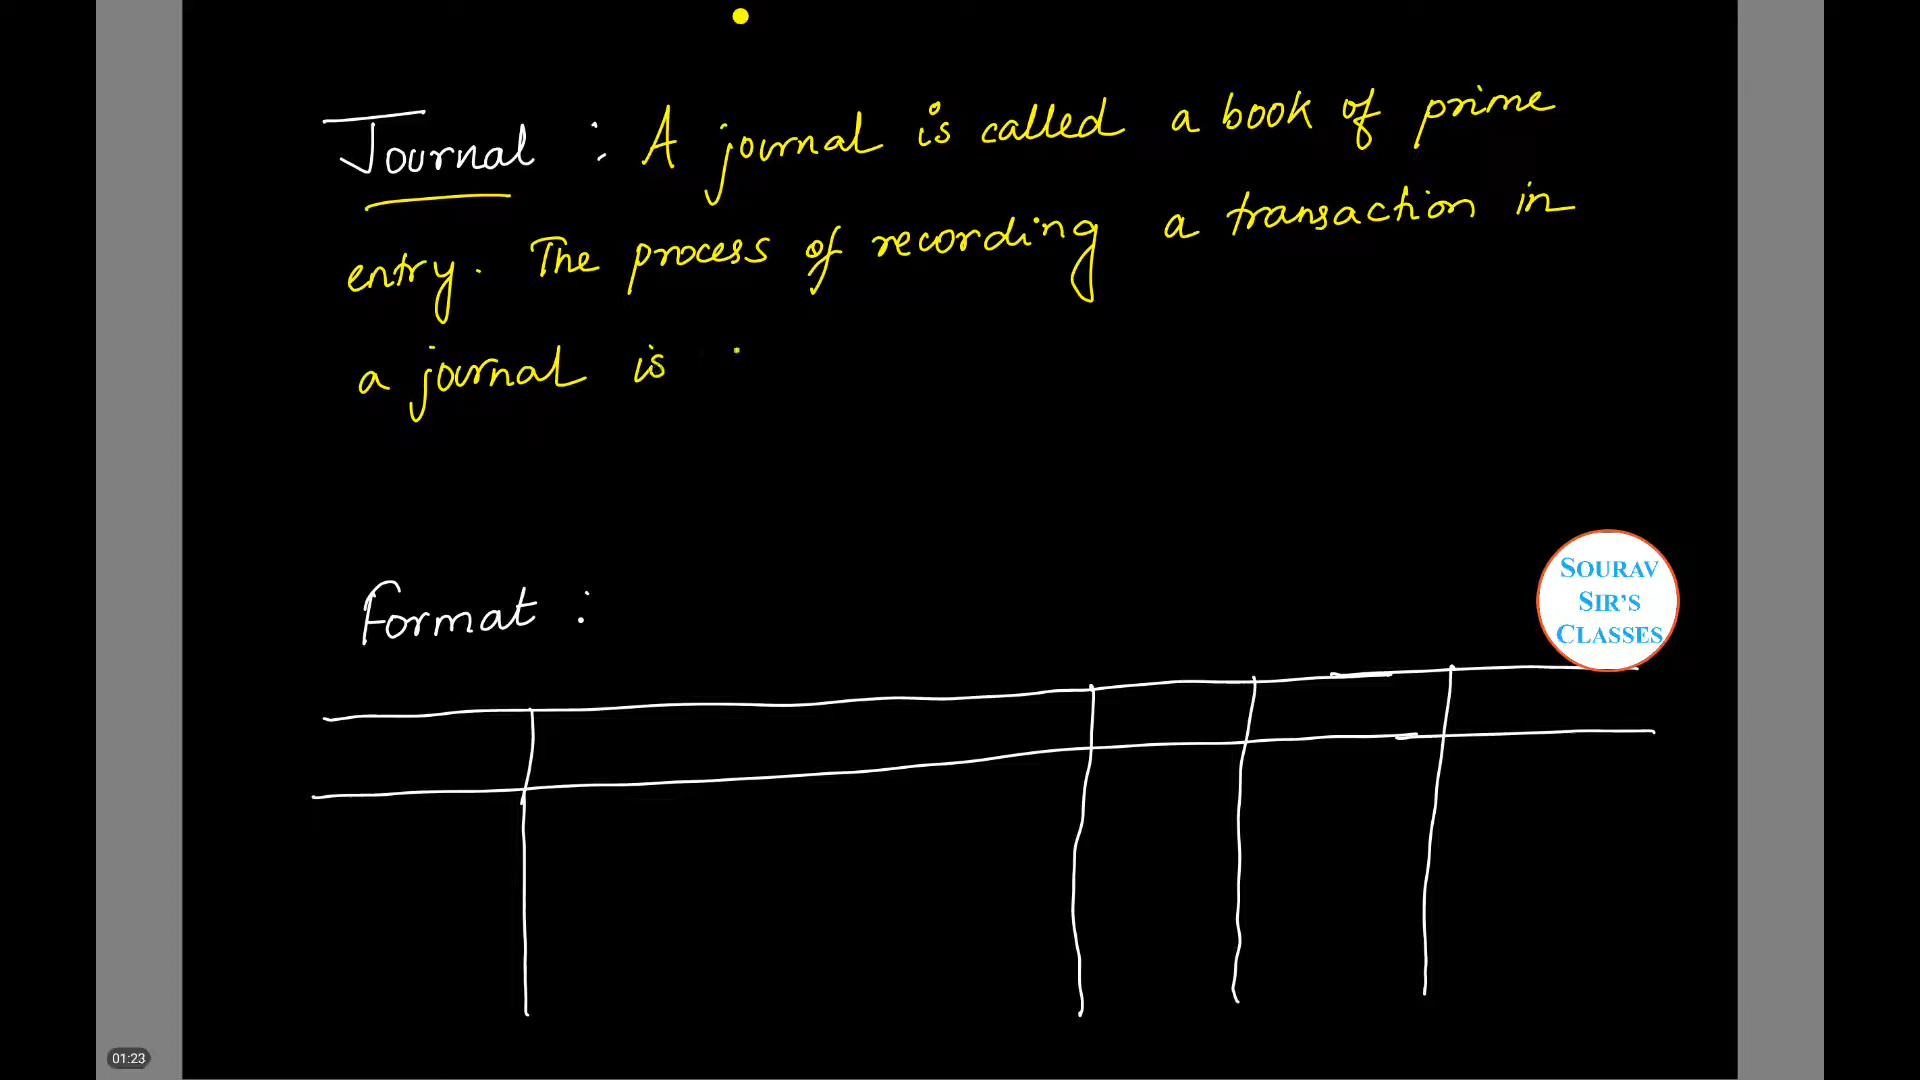 Journal : A journal is called a book of prime
entry. The process of recording a transaction in
a journal is
Format :
SOURAV
SIR'S
CLASSES
01:23